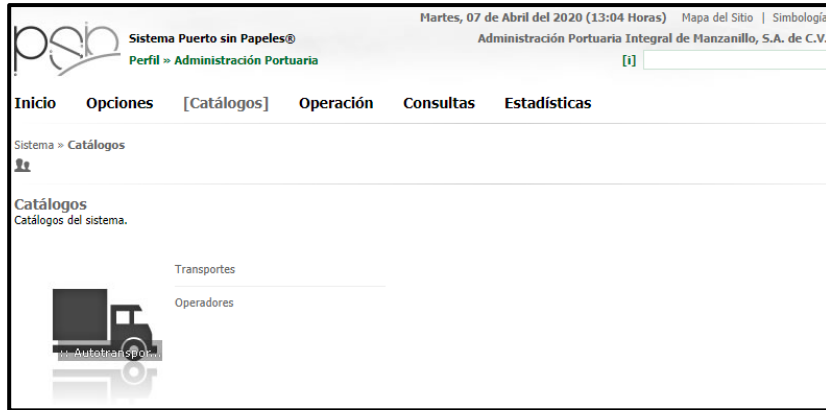 Martes, 07 de Abril del 2020 (13:04 Horas) Mapa del Sitio | Simbología
psp Sistema Puerto sin Papeles® Administración Portuaria Integral de Manzanillo, S.A. de C.V.
Perfil » Administración Portuaria [i]
Inicio Opciones [Catálogos] Operación Consultas Estadísticas
Sistema » Catálogos
Catálogos
Catálogos del sistema.
Transportes
Operadores
:: Autotranspor...